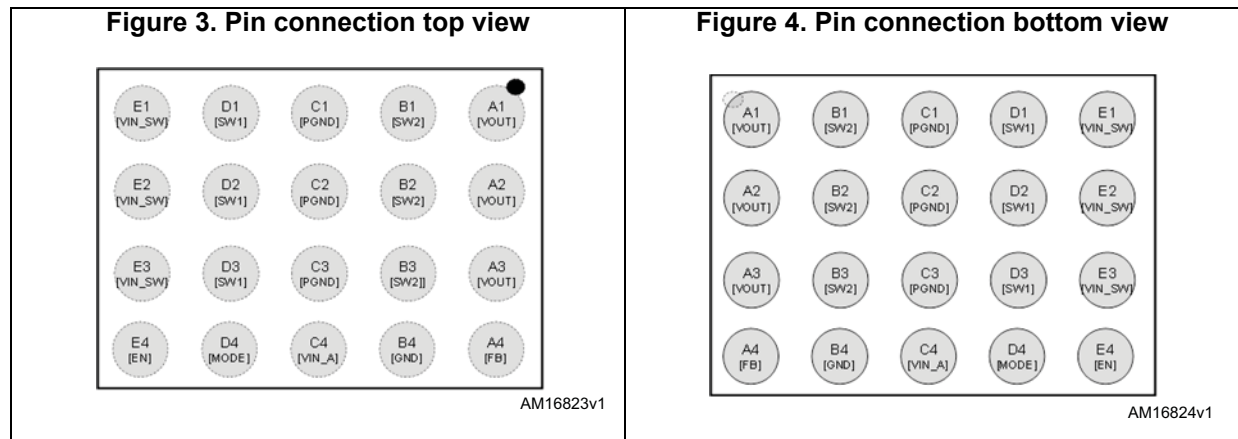 Figure 3. Pin connection top view
E1 D1 C1 B1 A1
[VIN_SW] [SW1] [PGND] [SW2] [VOUT]
E2 D2 C2 B2 A2
[VIN_SW] [SW1] [PGND] [SW2] [VOUT]
E3 D3 C3 B3 A3
[VIN_SW] [SW1] [PGND] [SW2]] [VOUT]
E4 D4 C4 B4 A4
[EN] [MODE] [VIN_A] [GND] [FB]
AM16823v1
Figure 4. Pin connection bottom view
A1 B1 C1 D1 E1
[VOUT] [SW2] [PGND] [SW1] [VIN_SW]
A2 B2 C2 D2 E2
[VOUT] [SW2] [PGND] [SW1] [VIN_SW]
A3 B3 C3 D3 E3
[VOUT] [SW2] [PGND] [SW1] [VIN_SW]
A4 B4 C4 D4 E4
[FB] [GND] [VIN_A] [MODE] [EN]
AM16824v1